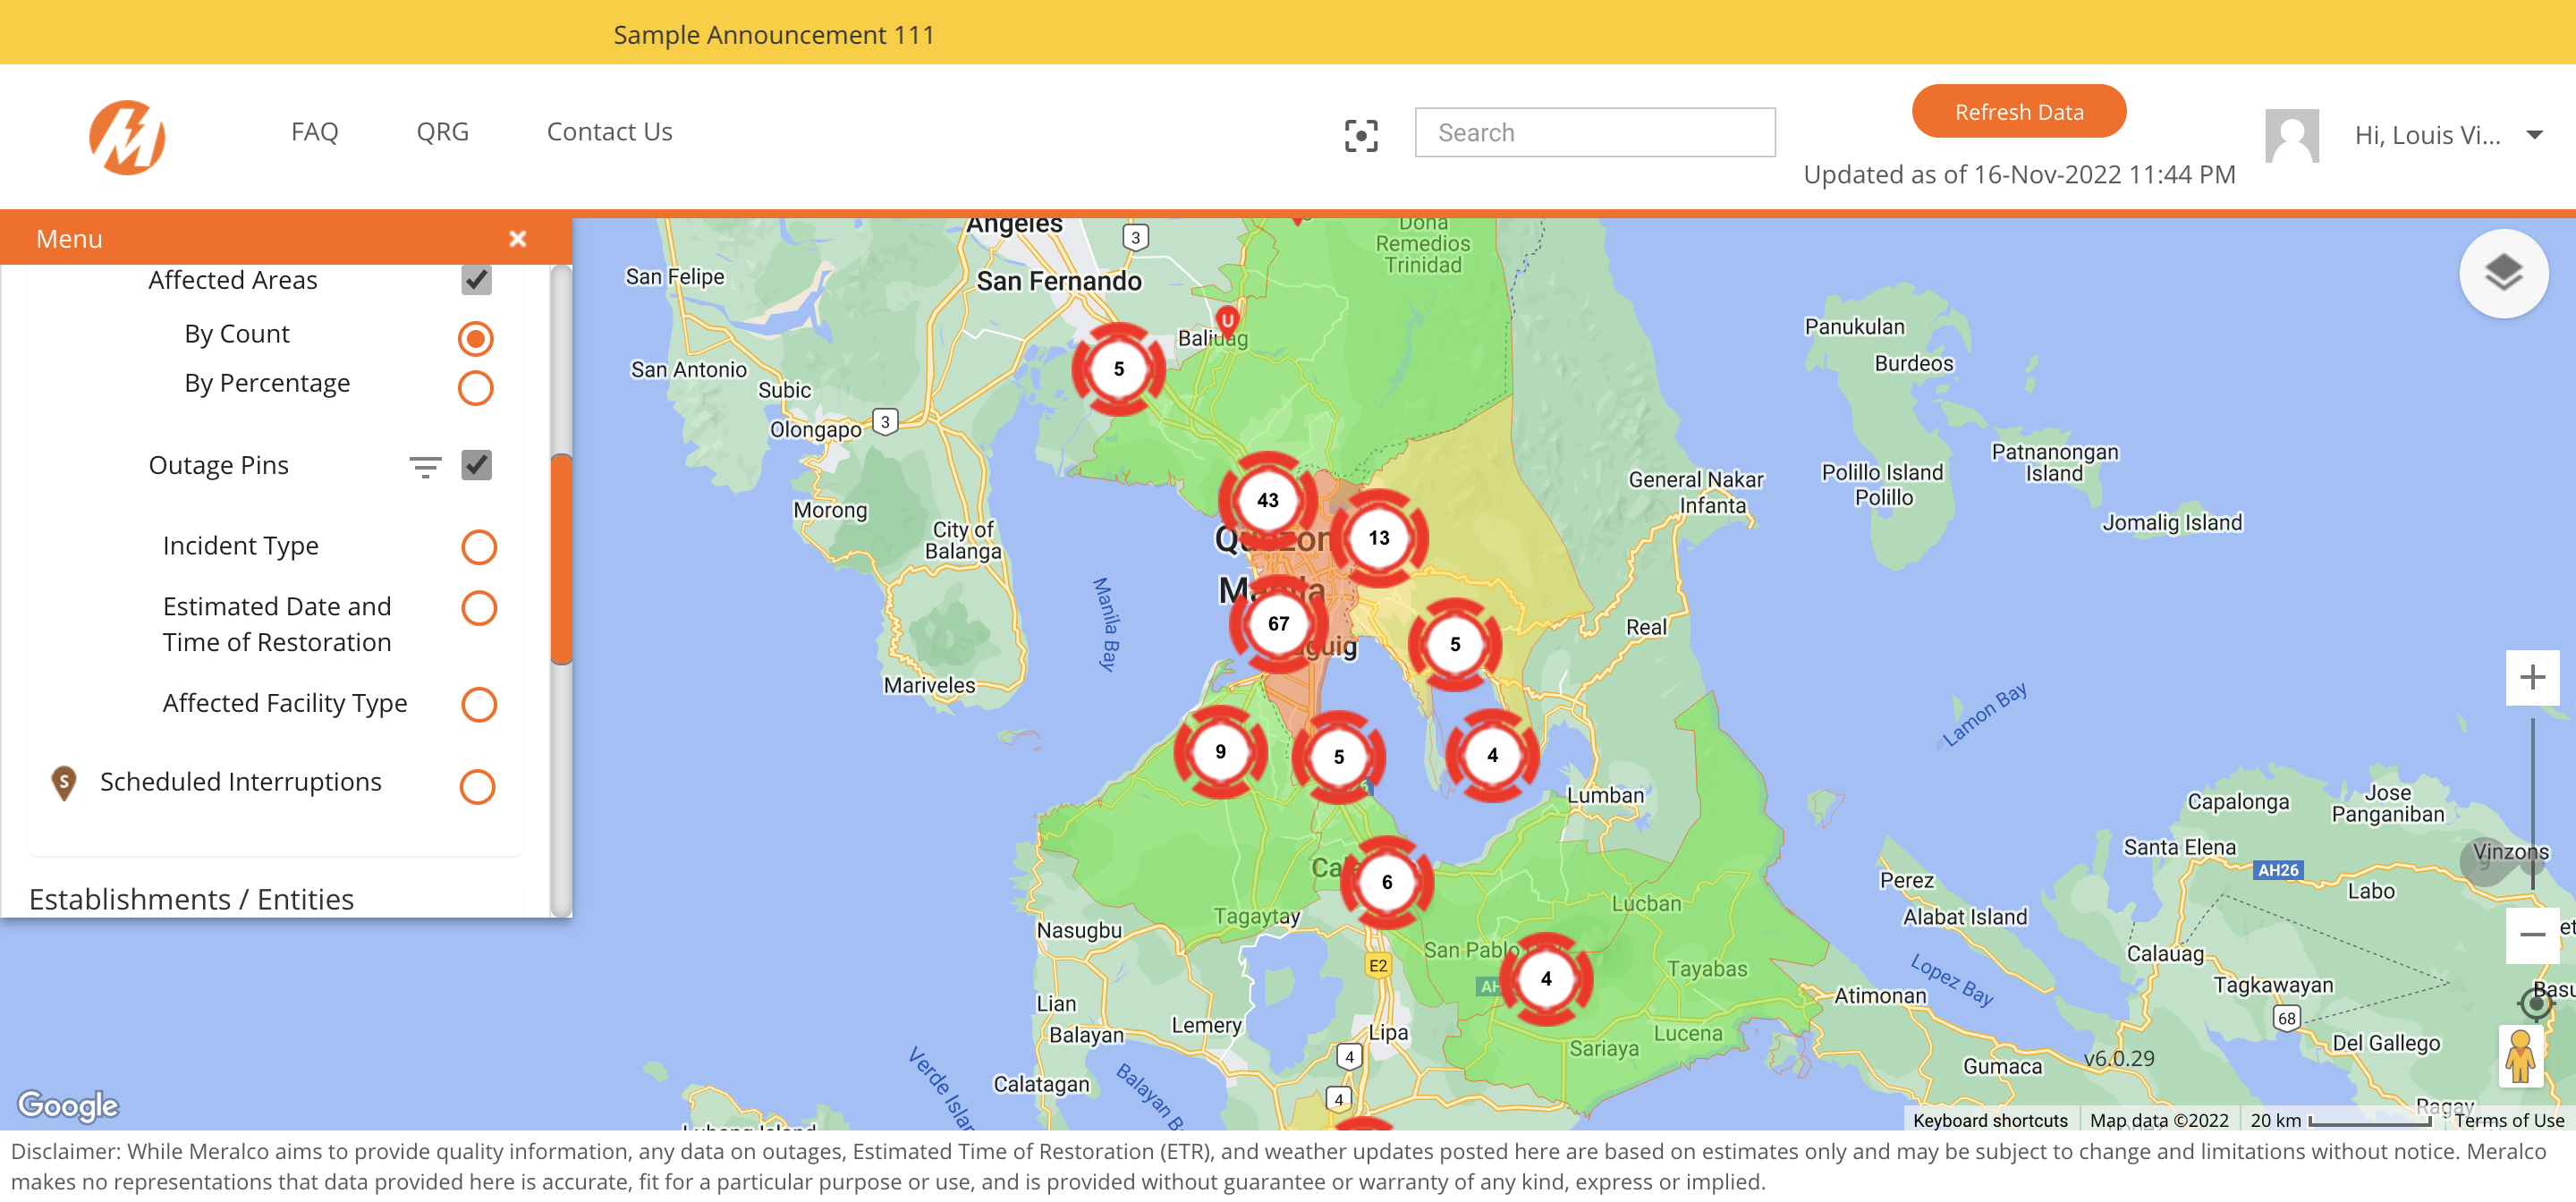 Sample Announcement 111
FAQ
QRG
Contact Us
Search
Refresh Data
Updated as of 16-Nov-2022 11:44 PM
Hi, Louis Vi...
Menu
Affected Areas
By Count
By Percentage
Outage Pins
Incident Type
Estimated Date and
Time of Restoration
Affected Facility Type
S
Scheduled Interruptions
Establishments / Entities
Angeles
3
Dona
Remedios
Trinidad
San Felipe
San Fernando
U
Baliuag
5
San Antonio
Subic
Olongapo
3
Panukulan
Burdeos
Patnanongan
Island
Polillo Island
Polillo
Jomalig Island
General Nakar
Infanta
Morong
City of
Balanga
43
13
67
5
Manila Bay
Real
Mariveles
Lamon Bay
9
5
4
Lumban
Capalonga
Jose
Panganiban
Santa Elena
Vinzons
9
AH26
Labo
Perez
Alabat Island
6
Lucban
Tagaytay
Nasugbu
San Pablo
E2
4
Tayabas
Calauag
Lopez Bay
Tagkawayan
Atimonan
68
Lian
Balayan
Lemery
Lipa
4
Lucena
Sariaya
Del Gallego
v6.0.29
Gumaca
Calatagan
4
Balayan B
Ragay
Google
Keyboard shortcuts
Map data ©2022
20 km
Terms of Use
Disclaimer: While Meralco aims to provide quality information, any data on outages, Estimated Time of Restoration (ETR), and weather updates posted here are based on estimates only and may be subject to change and limitations without notice. Meralco
makes no representations that data provided here is accurate, fit for a particular purpose or use, and is provided without guarantee or warranty of any kind, express or implied.